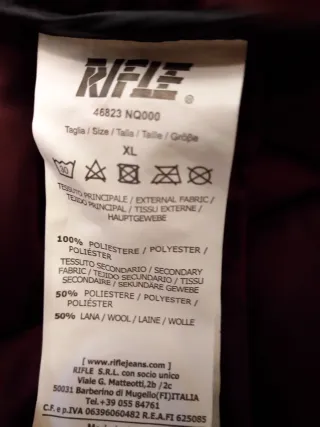 RIFLE ®
46823 NQ000
Taglia / Size / Talla / Taille / Größe
XL
30
TESSUTO PRINCIPALE / EXTERNAL FABRIC /
TEJIDO PRINCIPAL / TISSU EXTERNE /
HAUPTGEWEBE
100% POLIESTERE / POLYESTER /
POLIÉSTER
TESSUTO SECONDARIO / SECONDARY
FABRIC / TEJIDO SECUNDARIO / TISSU
SECONDAIRE / SEKUNDÄRE GEWEBE
50% POLIESTERE / POLYESTER /
POLIÉSTER
50% LANA / WOOL / LAINE / WOLLE
[ www.riflejeans.com ]
RIFLE S.R.L. con socio unico
Viale G. Matteotti,2b /2c
50031 Barberino di Mugello(FI)ITALIA
Tel.+39 055 84761
C.F. e p.IVA 06396060482 R.E.A.FI 625085